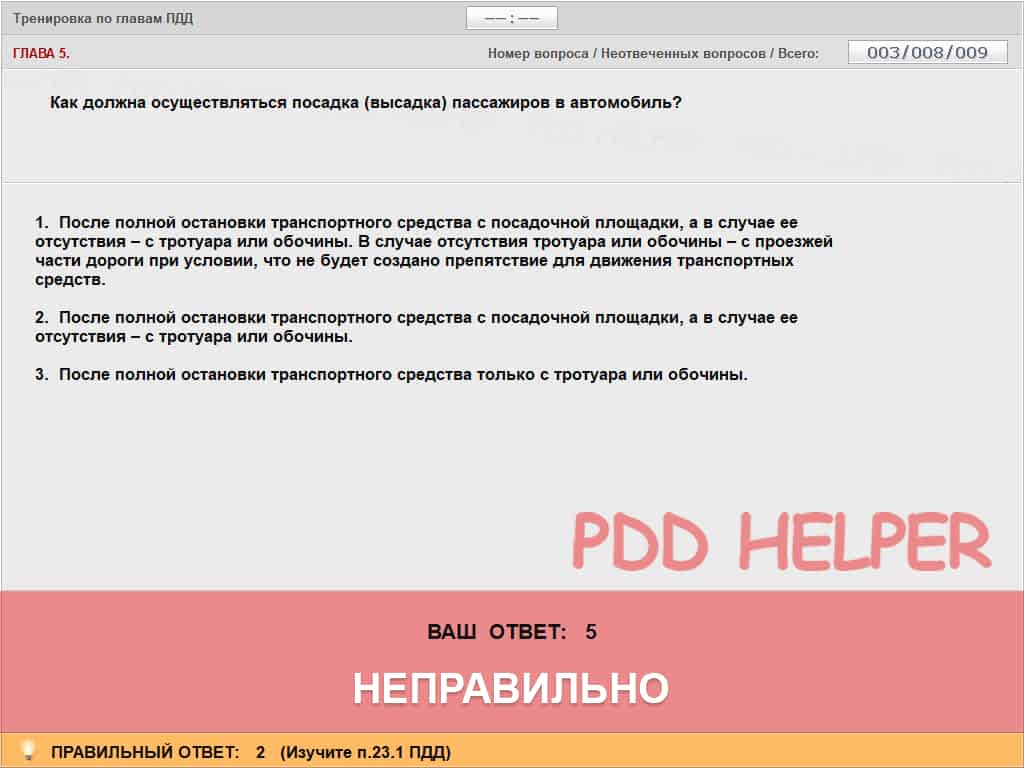 Тренировка по главам ПДД
–– : ––
ГЛАВА 5.
Номер вопроса / Неотвеченных вопросов / Всего:
003/008/009
Как должна осуществляться посадка (высадка) пассажиров в автомобиль?
1. После полной остановки транспортного средства с посадочной площадки, а в случае ее
отсутствия – с тротуара или обочины. В случае отсутствия тротуара или обочины – с проезжей
части дороги при условии, что не будет создано препятствие для движения транспортных
средств.
2. После полной остановки транспортного средства с посадочной площадки, а в случае ее
отсутствия – с тротуара или обочины.
3. После полной остановки транспортного средства только с тротуара или обочины.
PDD HELPER
ВАШ ОТВЕТ: 5
НЕПРАВИЛЬНО
ПРАВИЛЬНЫЙ ОТВЕТ: 2 (Изучите п.23.1 ПДД)